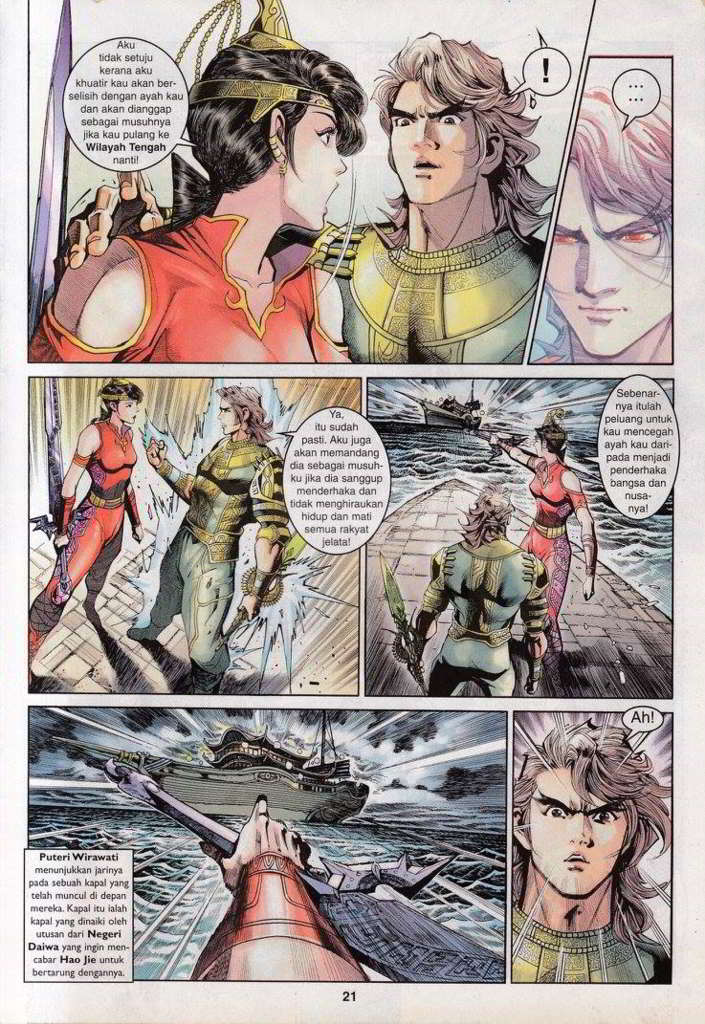 Aku
tidak setuju
kerana aku
khuatir kau akan ber-
selisih dengan ayah kau
dan akan dianggap
sebagai musuhnya
jika kau pulang ke
Wilayah Tengah
nanti!
!
...
...
Ya,
itu sudah
pasti. Aku juga
akan memandang
dia sebagai musuh-
ku jika dia sanggup
menderhaka dan
tidak menghiraukan
hidup dan mati
semua rakyat
jelata!
Sebenar-
nya itulah
peluang untuk
kau mencegah
ayah kau dari-
pada menjadi
penderhaka
bangsa dan
nusa-
nya!
Puteri Wirawati
menunjukkan jarinya
pada sebuah kapal yang
telah muncul di depan
mereka. Kapal itu ialah
kapal yang dinaiki oleh
utusan dari Negeri
Daiwa yang ingin men-
cabar Hao Jie untuk
bertarung dengannya.
Ah!
21